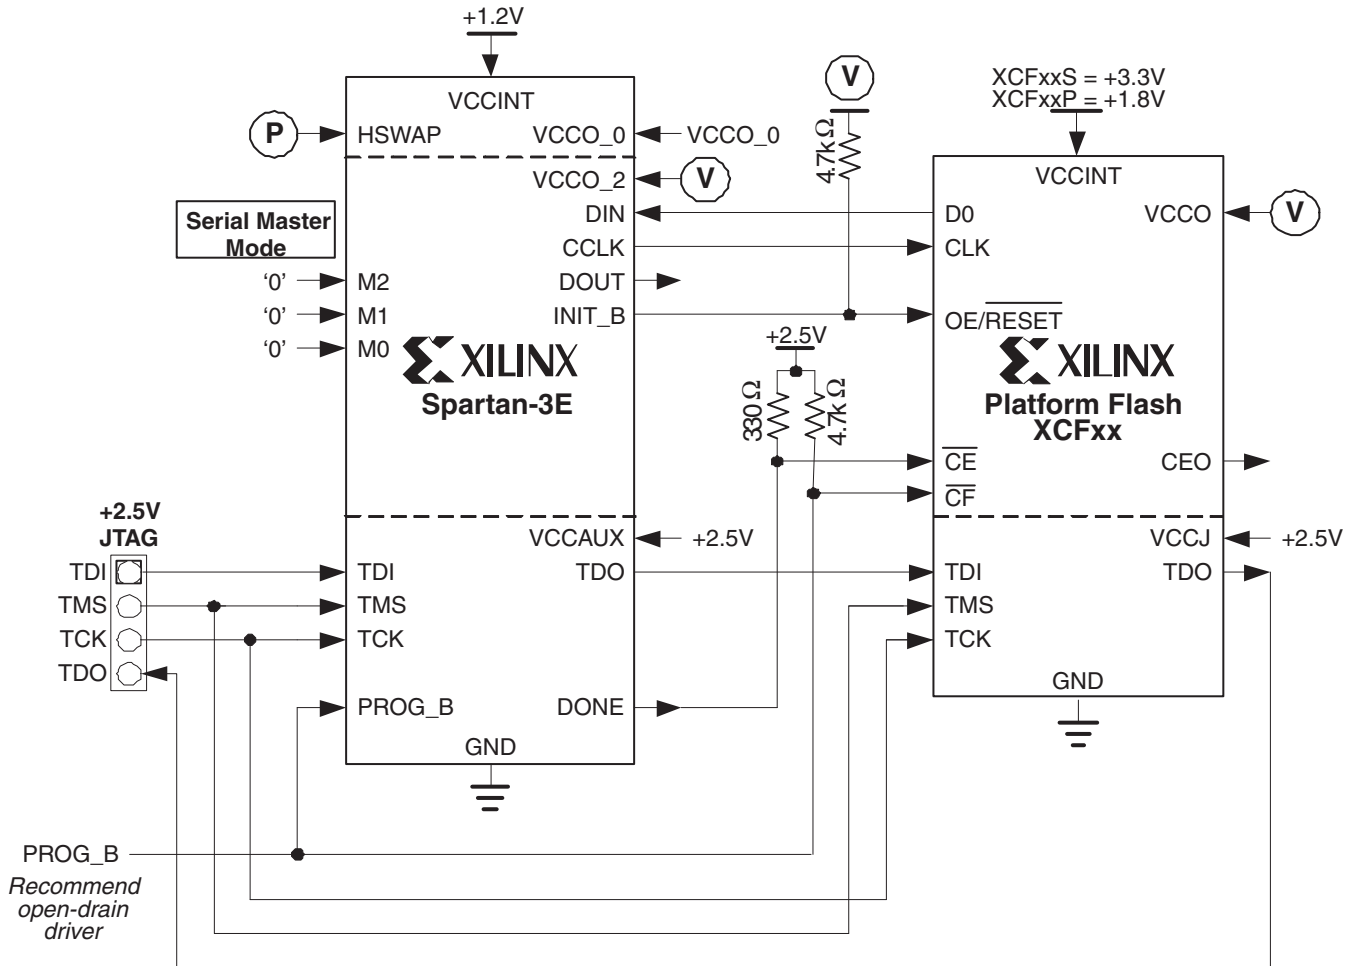 +1.2V
VCCINT
P
HSWAP
VCCO_0
VCCO_0
VCCO_2
V
Serial Master
Mode
DIN
CCLK
'0'
M2
DOUT
'0'
M1
INIT_B
'0'
M0
XILINX
Spartan-3E
V
4.7kΩ
XCFxxS = +3.3V
XCFxxP = +1.8V
VCCINT
D0
VCCO
V
CLK
OE/RESET
XILINX
Platform Flash
XCFxx
+2.5V
330Ω
4.7kΩ
CE
CEO
CF
+2.5V
JTAG
VCCAUX
+2.5V
VCCJ
+2.5V
TDI
TDI
TDO
TDI
TDO
TMS
TMS
TMS
TCK
TCK
TCK
TDO
PROG_B
DONE
GND
GND
PROG_B
Recommend
open-drain
driver